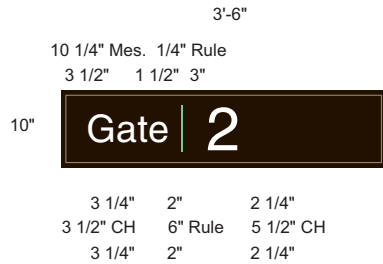 3'-6"
10 1/4" Mes. 1/4" Rule
3 1/2" 1 1/2" 3"
10"
Gate 2
3 1/4" 2" 2 1/4"
3 1/2" CH 6" Rule 5 1/2" CH
3 1/4" 2" 2 1/4"